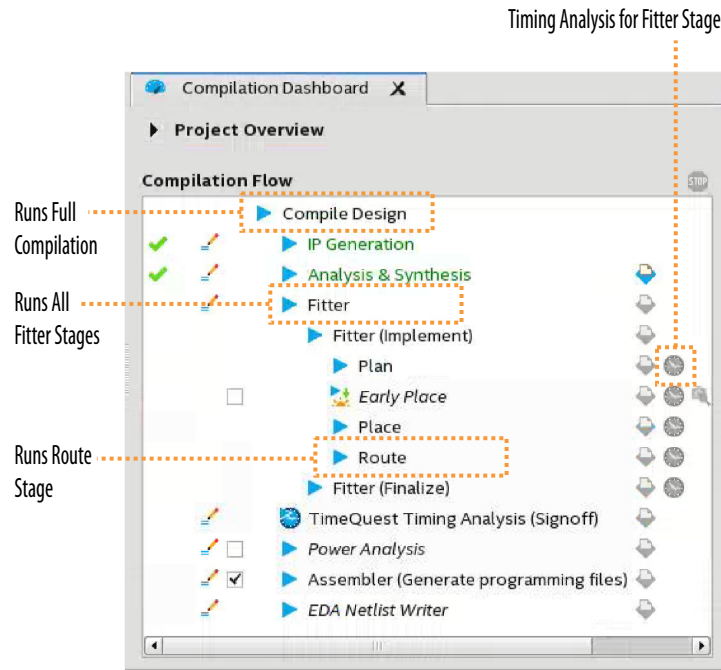 Timing Analysis for Fitter Stage
Compilation Dashboard X
Project Overview
Compilation Flow
STOP
Runs Full
Compilation
Compile Design
IP Generation
Analysis & Synthesis
Runs All
Fitter Stages
Fitter
Fitter (Implement)
Plan
Early Place
Place
Runs Route
Stage
Route
Fitter (Finalize)
TimeQuest Timing Analysis (Signoff)
Power Analysis
Assembler (Generate programming files)
EDA Netlist Writer